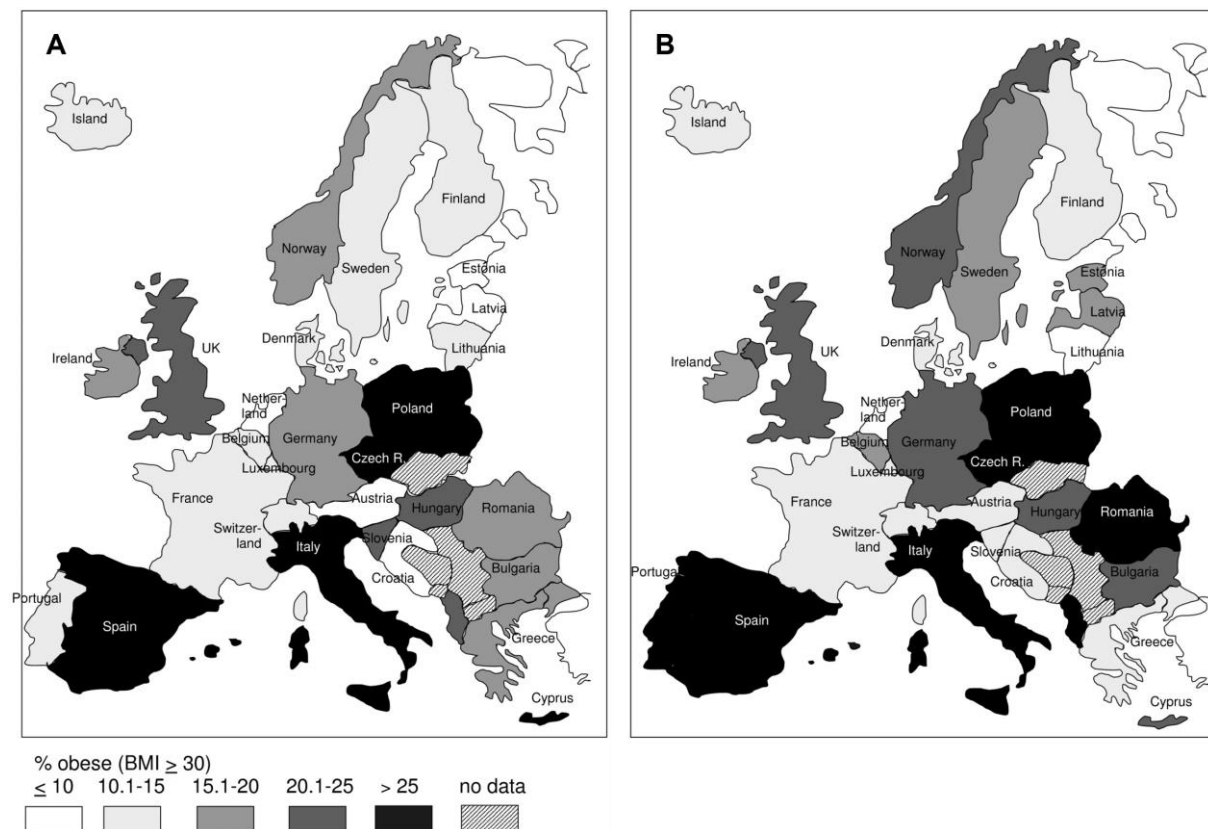 A
Island
Finland
Norway
Sweden
Estonia
Latvia
Denmark
Lithuania
Ireland
UK
Nether-
land
Poland
Belgium
Germany
Czech R.
Luxembourg
Austria
France
Hungary
Romania
Switzer-
land
Italy
Slovenia
Croatia
Bulgaria
Portugal
Spain
Greece
Cyprus
B
Island
Finland
Norway
Sweden
Estonia
Latvia
Denmark
Lithuania
Ireland
UK
Nether-
land
Poland
Belgium
Germany
Czech R.
Luxembourg
Austria
France
Hungary
Romania
Switzer-
land
Italy
Slovenia
Croatia
Bulgaria
Portugal
Spain
Greece
Cyprus
% obese (BMI ≥ 30)
≤ 10 10.1-15 15.1-20 20.1-25 > 25 no data